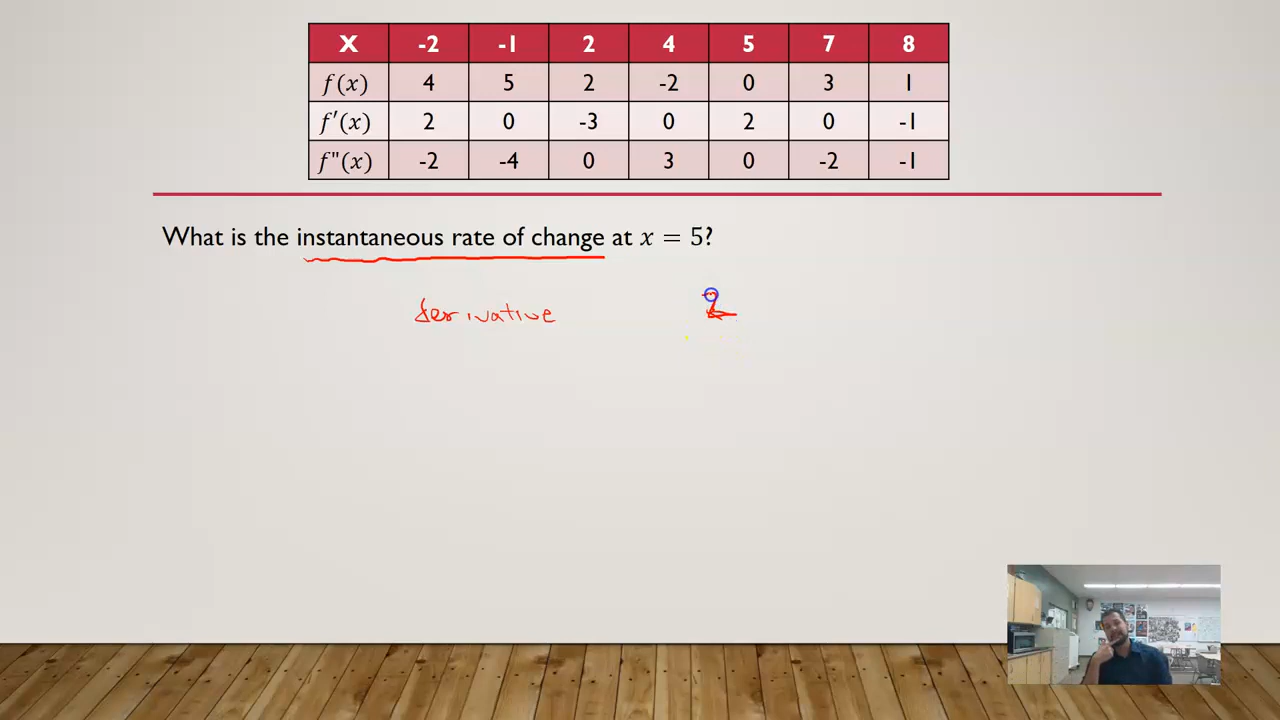 X -2 -1 2 4 5 7 8
f(x) 4 5 2 -2 0 3 1
f'(x) 2 0 -3 0 2 0 -1
f"(x) -2 -4 0 3 0 -2 -1
What is the instantaneous rate of change at x = 5?
derivative 2